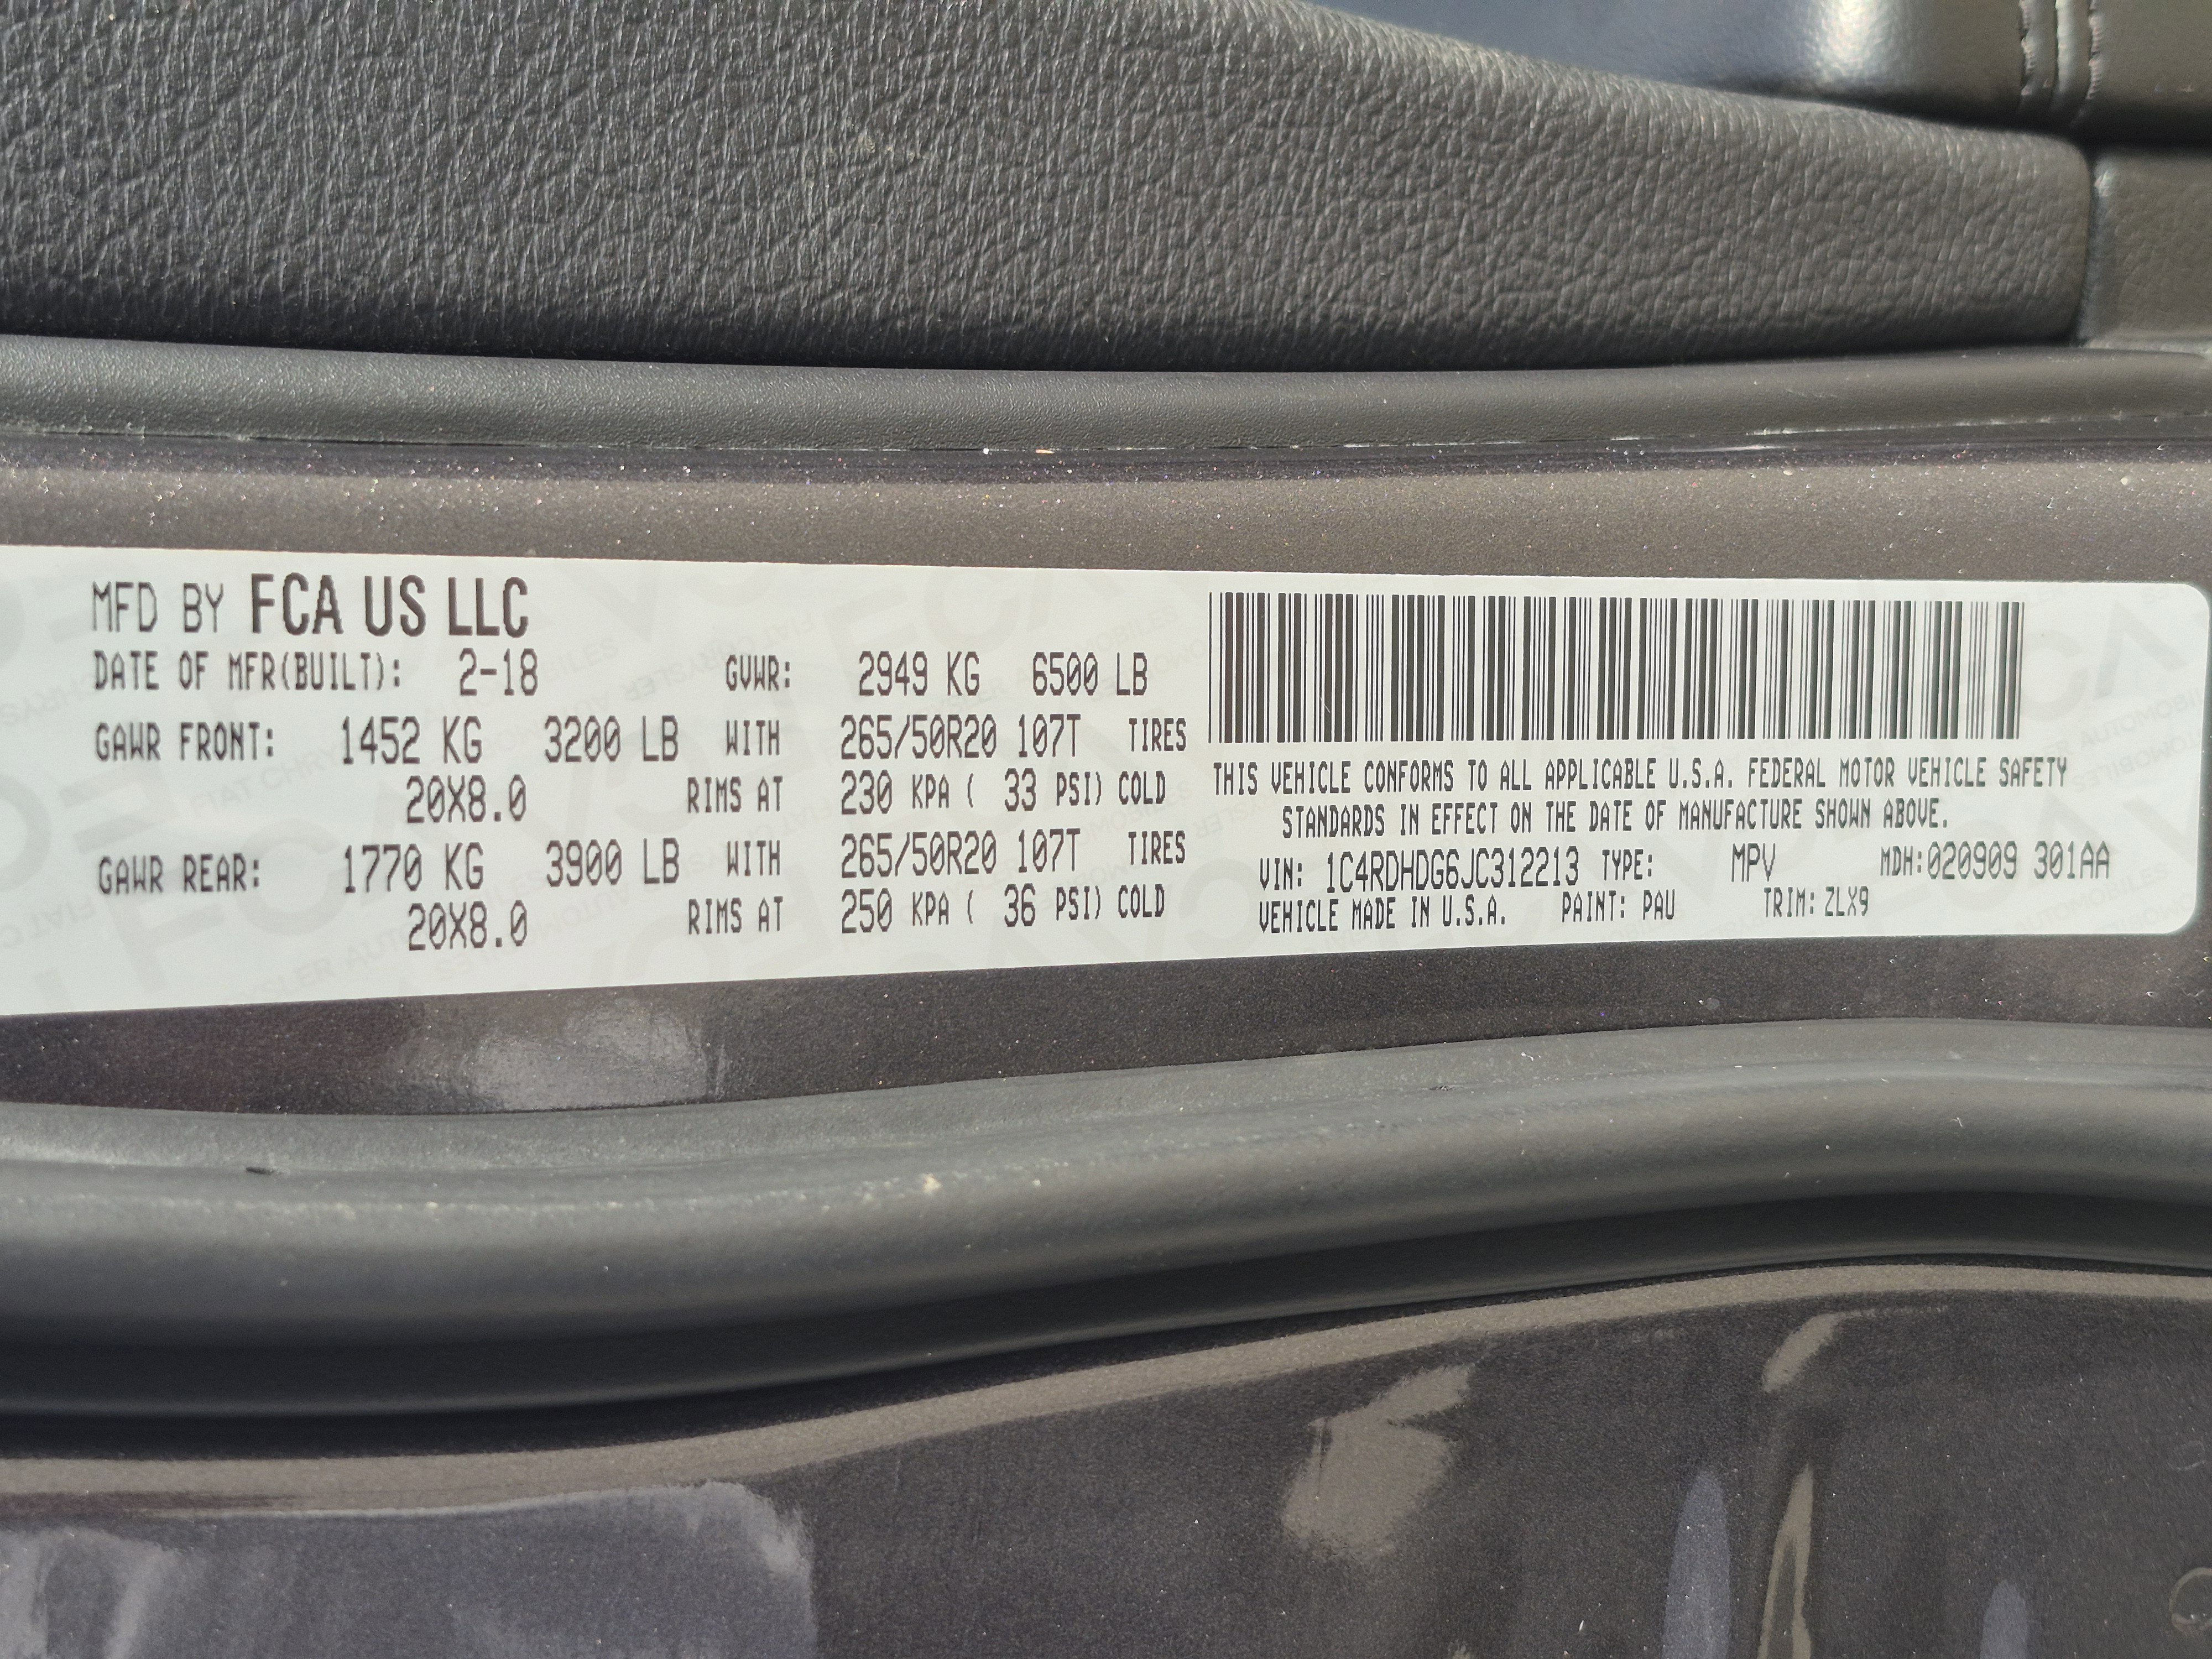 MFD BY FCA US LLC
DATE OF MFR(BUILT): 2-18 GVWR: 2949 KG 6500 LB
GAWR FRONT: 1452 KG 3200 LB WITH 265/50R20 107T TIRES
20X8.0 RIMS AT 230 KPA ( 33 PSI) COLD
GAWR REAR: 1770 KG 3900 LB WITH 265/50R20 107T TIRES
20X8.0 RIMS AT 250 KPA ( 36 PSI) COLD
THIS VEHICLE CONFORMS TO ALL APPLICABLE U.S.A. FEDERAL MOTOR VEHICLE SAFETY
STANDARDS IN EFFECT ON THE DATE OF MANUFACTURE SHOWN ABOVE.
VIN: 1C4RDHDG6JC312213 TYPE: MPV MDH:020909 301AA
VEHICLE MADE IN U.S.A. PAINT: PAU TRIM: ZLX9